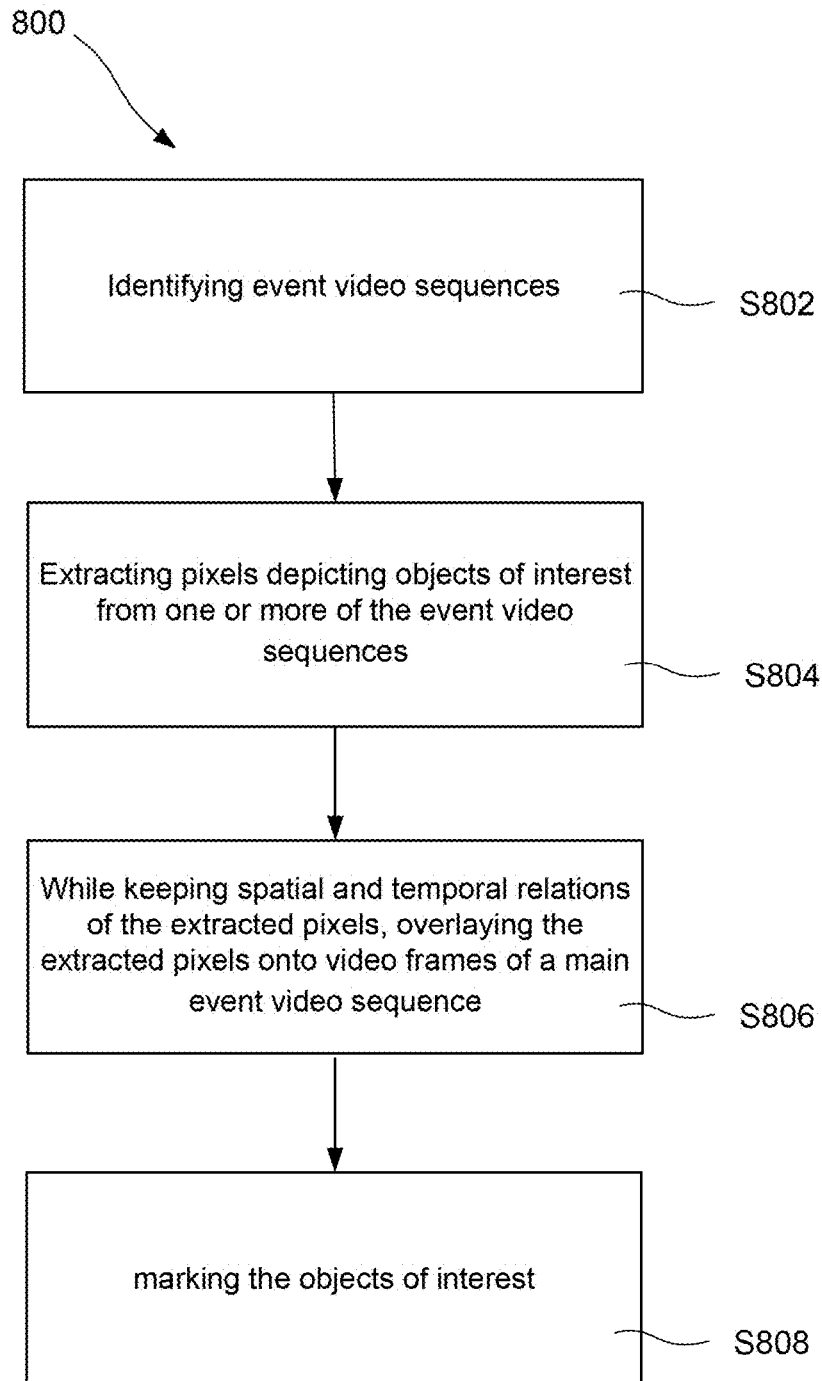 800
Identifying event video sequences
S802
Extracting pixels depicting objects of interest
from one or more of the event video
sequences
S804
While keeping spatial and temporal relations
of the extracted pixels, overlaying the
extracted pixels onto video frames of a main
event video sequence
S806
marking the objects of interest
S808